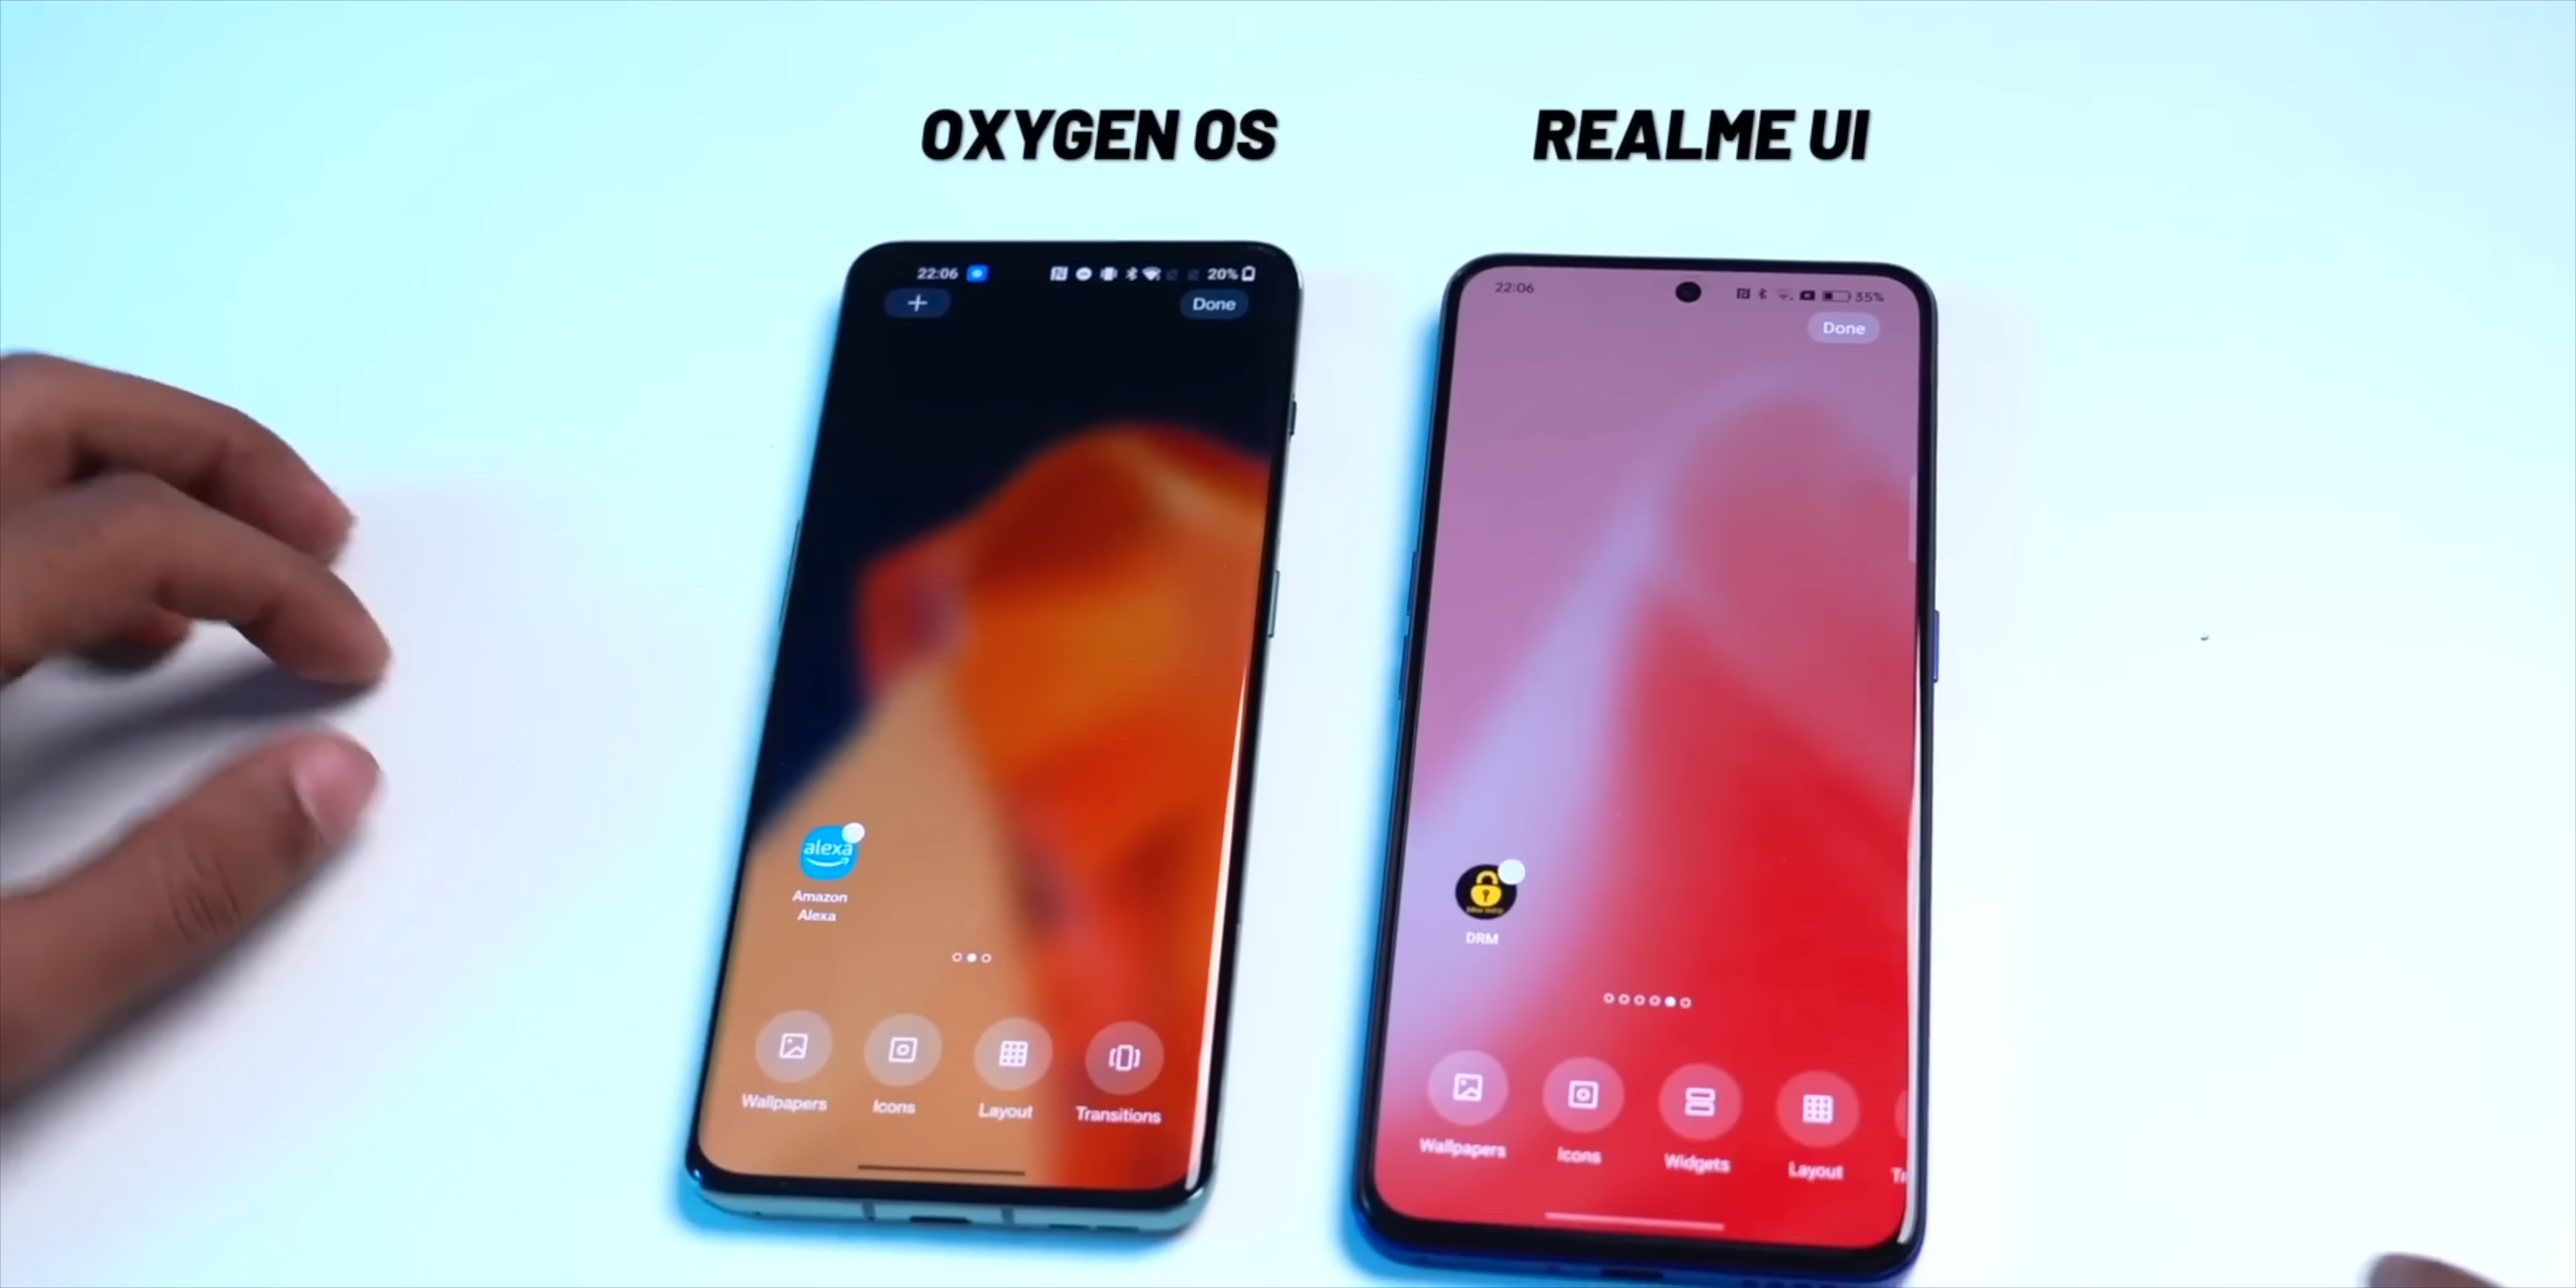 OXYGEN OS
REALME UI
22:06
20%
+
Done
22:06
35%
Done
alexa
Amazon
Alexa
DRM
Wallpapers
Icons
Layout
Transitions
Wallpapers
Icons
Widgets
Layout